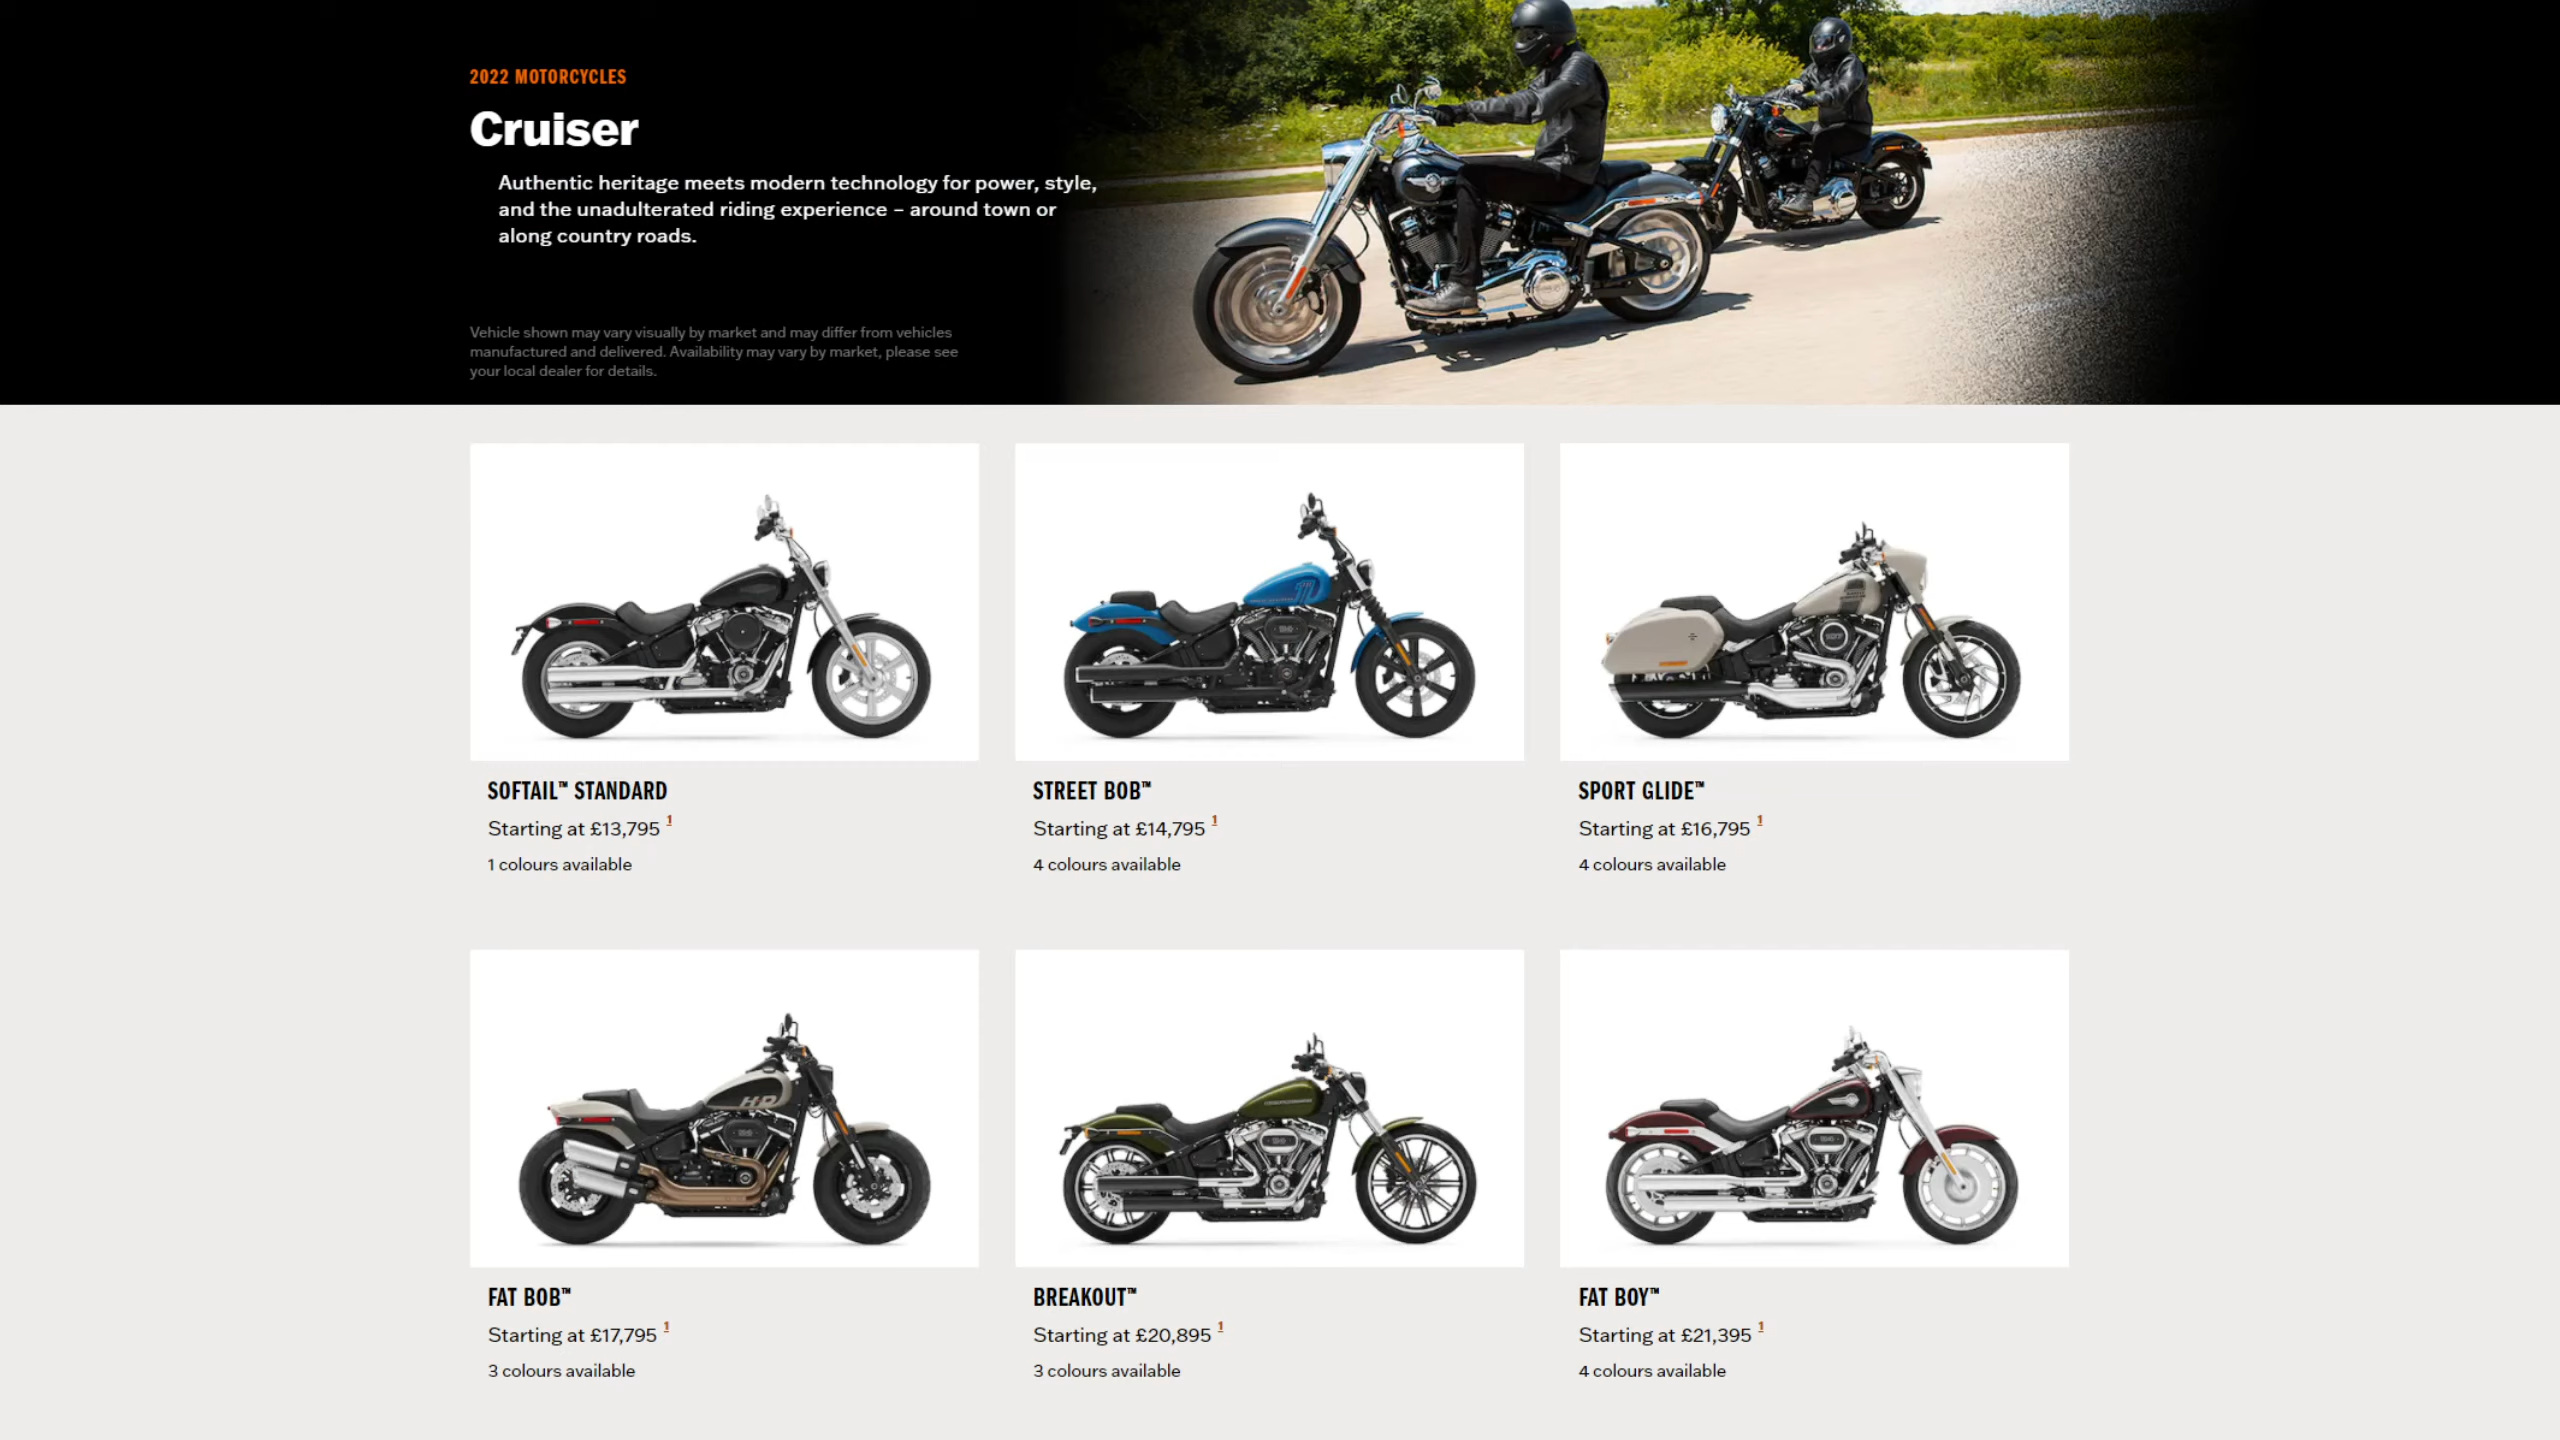 2022 MOTORCYCLES
Cruiser
Authentic heritage meets modern technology for power, style,
and the unadulterated riding experience – around town or
along country roads.
Vehicle shown may vary visually by market and may differ from vehicles
manufactured and delivered. Availability may vary by market, please see
your local dealer for details.
SOFTAIL™ STANDARD
Starting at £13,795 1
1 colours available
STREET BOB™
Starting at £14,795 1
4 colours available
SPORT GLIDE™
Starting at £16,795 1
4 colours available
H-D
FAT BOB™
Starting at £17,795 1
3 colours available
BREAKOUT™
Starting at £20,895 1
3 colours available
FAT BOY™
Starting at £21,395 1
4 colours available